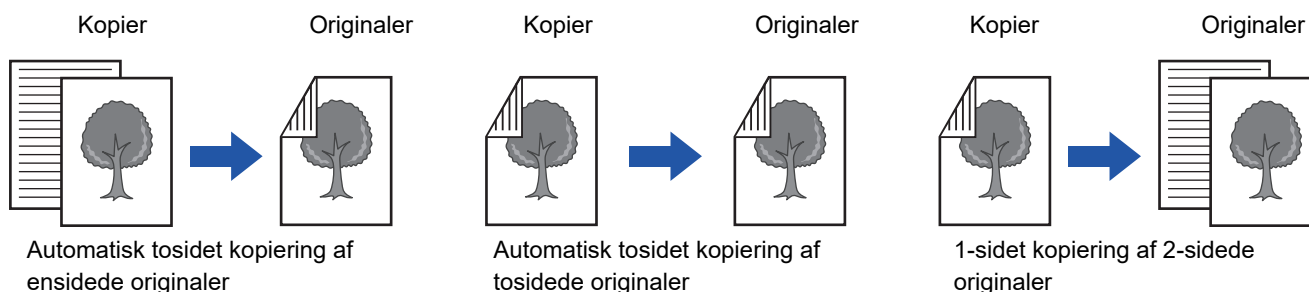 Kopier Originaler Kopier Originaler Kopier Originaler
Automatisk tosidet kopiering af
ensidede originaler
Automatisk tosidet kopiering af
tosidede originaler
1-sidet kopiering af 2-sidede
originaler